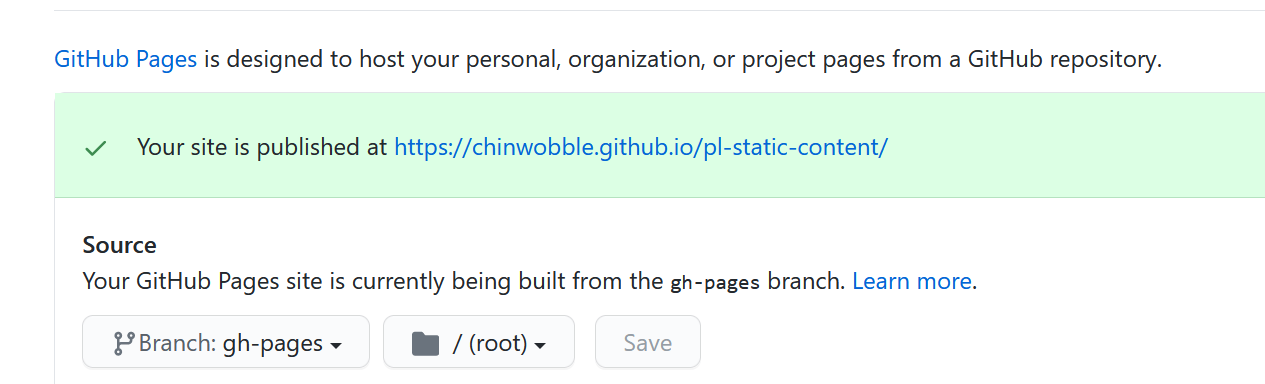 GitHub Pages is designed to host your personal, organization, or project pages from a GitHub repository.
Your site is published at https://chinwobble.github.io/pl-static-content/
Source
Your GitHub Pages site is currently being built from the gh-pages branch. Learn more.
Branch: gh-pages / (root) Save